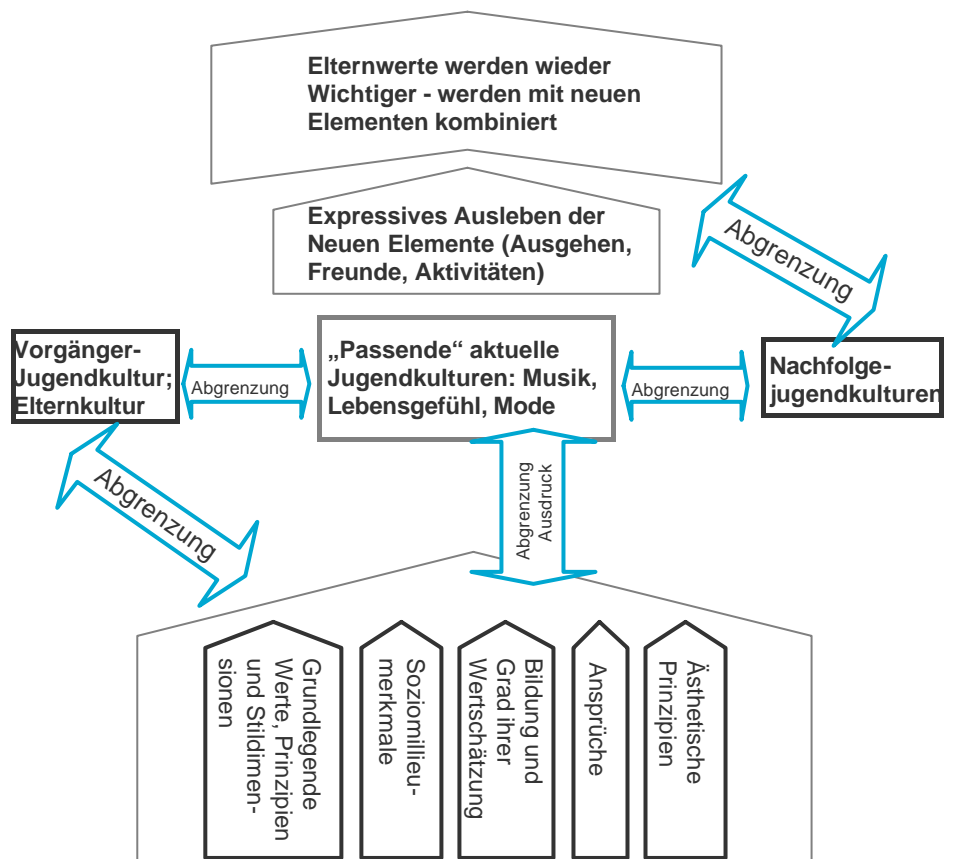 Elternwerte werden wieder
Wichtiger - werden mit neuen
Elementen kombiniert
Expressives Ausleben der
Neuen Elemente (Ausgehen,
Freunde, Aktivitäten)
Abgrenzung
Vorgänger-
Jugendkultur;
Elternkultur
Abgrenzung
„Passende“ aktuelle
Jugendkulturen: Musik,
Lebensgefühl, Mode
Abgrenzung
Nachfolge-
jugendkulturen
Abgrenzung
Abgrenzung
Ausdruck
Grundlegende
Werte, Prinzipien
und Stildimen-
sionen
Soziomillieu-
merkmale
Bildung und
Grad ihrer
Wertschätzung
Ansprüche
Ästhetische
Prinzipien